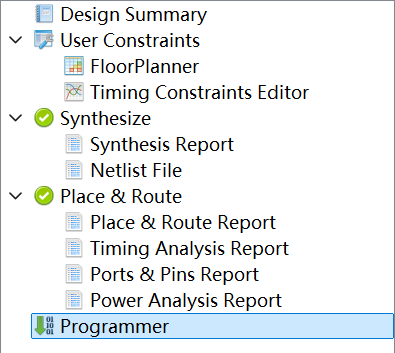 Design Summary
User Constraints
FloorPlanner
Timing Constraints Editor
Synthesize
Synthesis Report
Netlist File
Place & Route
Place & Route Report
Timing Analysis Report
Ports & Pins Report
Power Analysis Report
Programmer